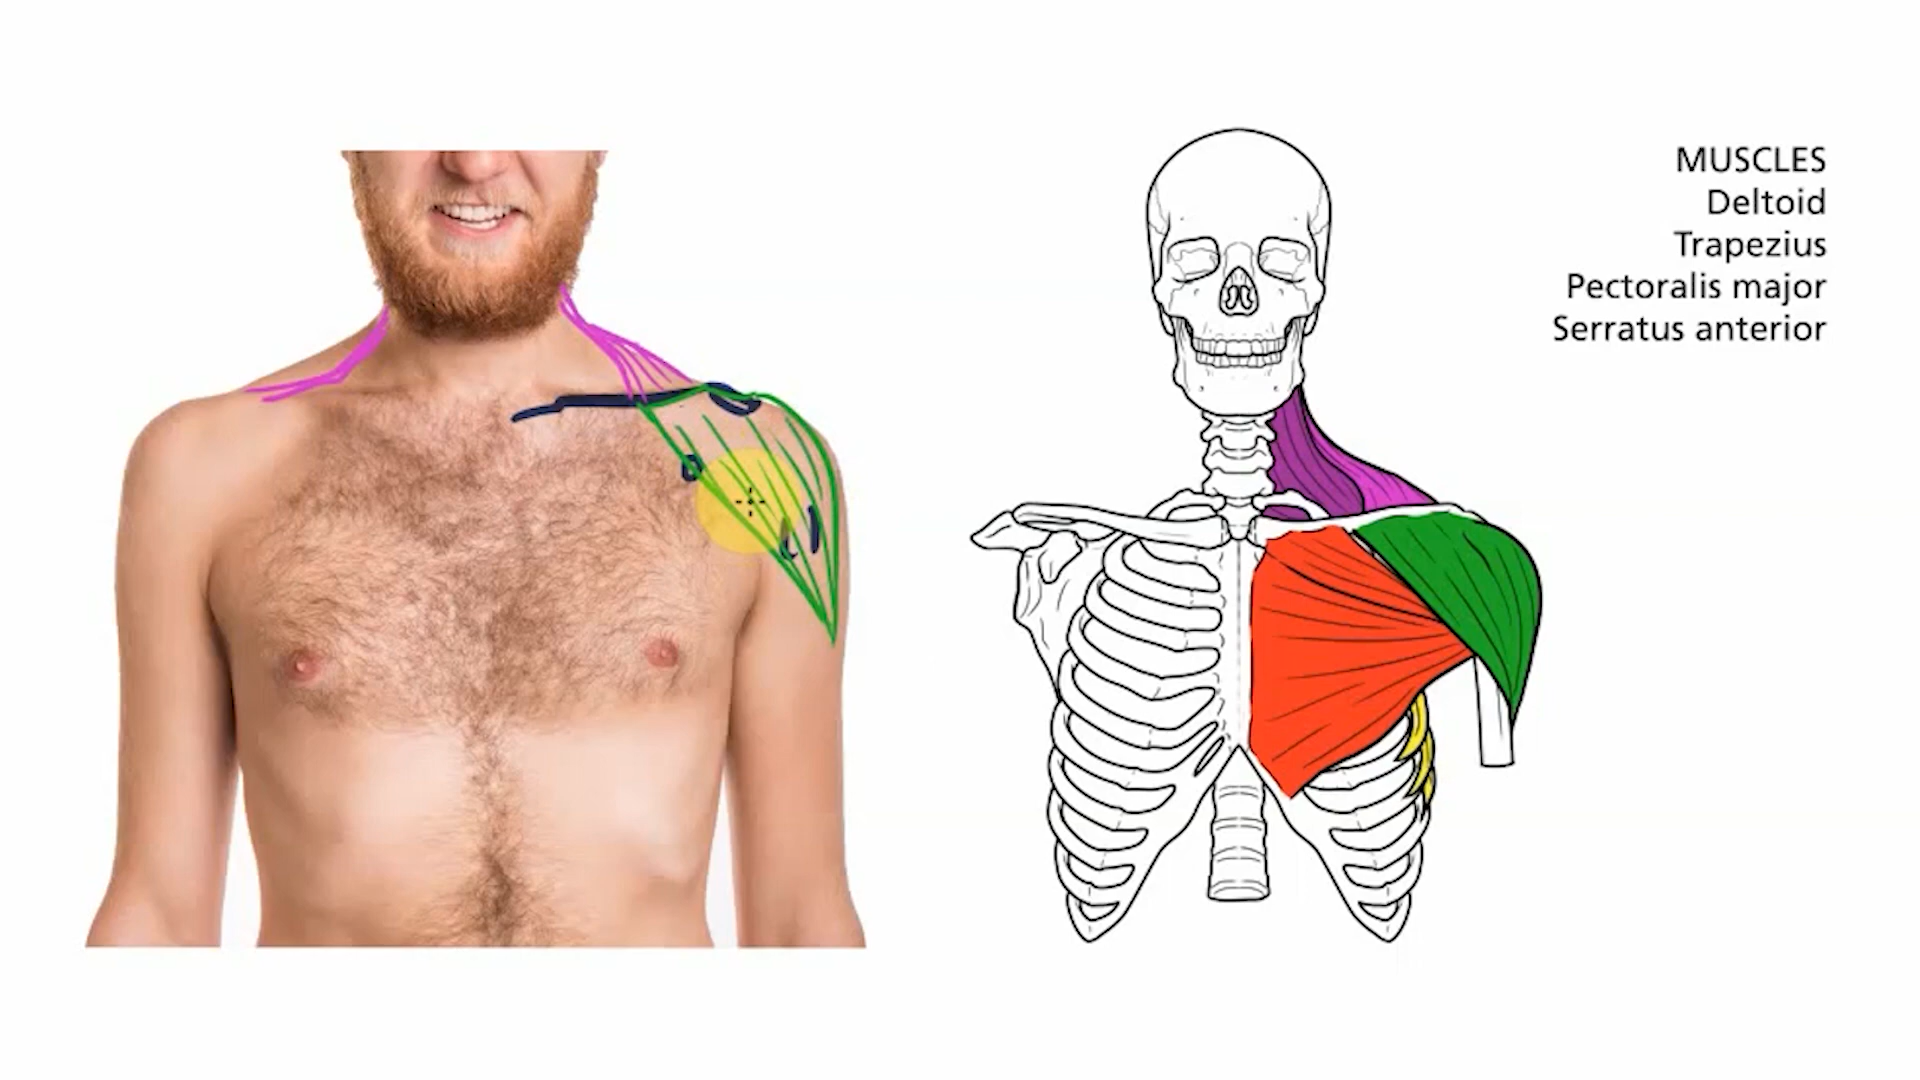 MUSCLES
Deltoid
Trapezius
Pectoralis major
Serratus anterior